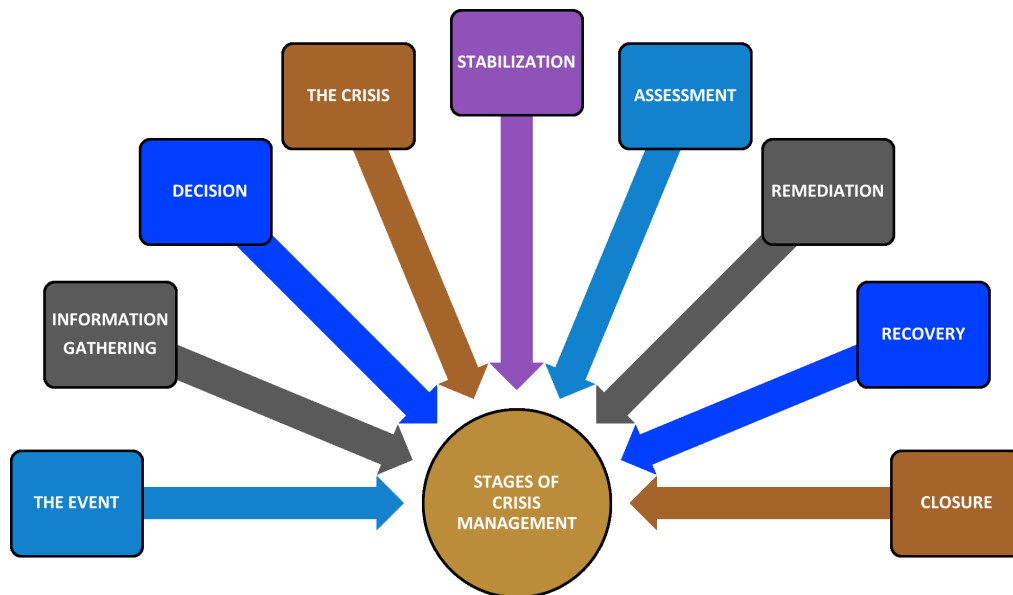 THE EVENT
INFORMATION
GATHERING
DECISION
THE CRISIS
STABILIZATION
ASSESSMENT
REMEDIATION
RECOVERY
CLOSURE
STAGES OF
CRISIS
MANAGEMENT